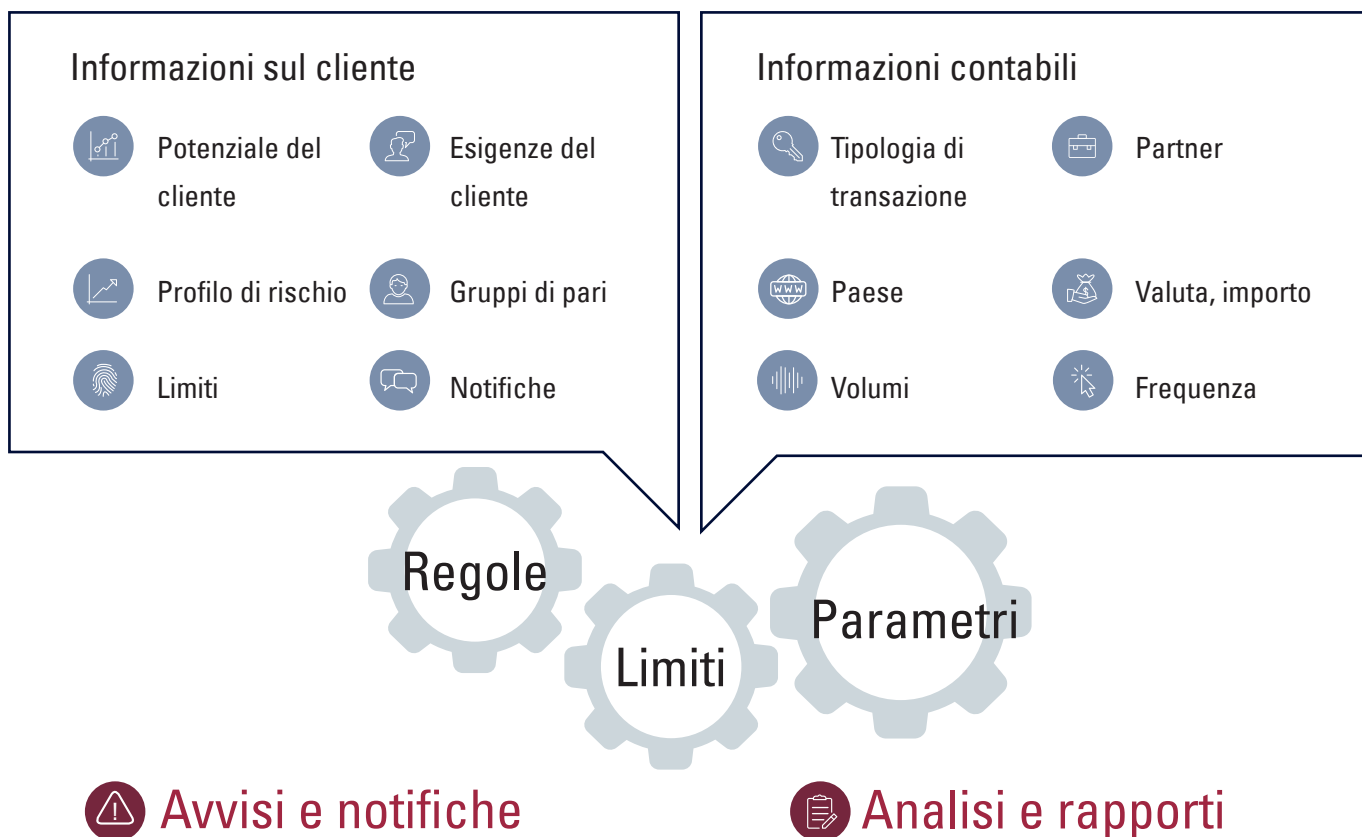 Informazioni sul cliente
Potenziale del
cliente
Esigenze del
cliente
Profilo di rischio
Gruppi di pari
Limiti
Notifiche
Informazioni contabili
Tipologia di
transazione
Partner
WWW
Paese
Valuta, importo
Volumi
Frequenza
Regole
Limiti
Parametri
Avvisi e notifiche
Analisi e rapporti